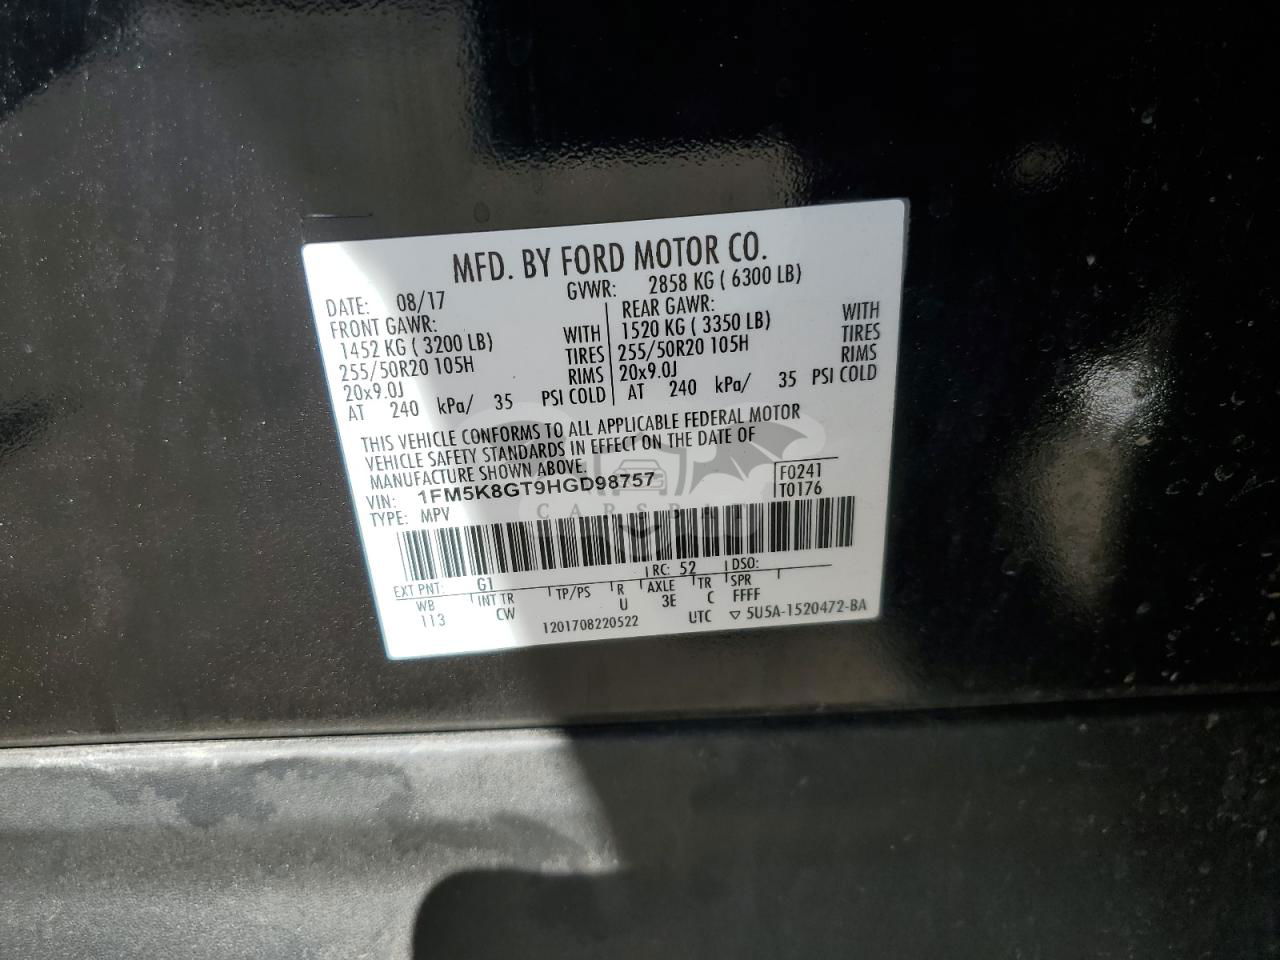 MFD. BY FORD MOTOR CO.
DATE: 08/17 GVWR: 2858 KG ( 6300 LB)
FRONT GAWR: REAR GAWR:
1452 KG ( 3200 LB) WITH 1520 KG ( 3350 LB) WITH
255/50R20 105H TIRES 255/50R20 105H TIRES
20x9.0J RIMS 20x9.0J RIMS
AT 240 kPa/ 35 PSI COLD AT 240 kPa/ 35 PSI COLD
THIS VEHICLE CONFORMS TO ALL APPLICABLE FEDERAL MOTOR
VEHICLE SAFETY STANDARDS IN EFFECT ON THE DATE OF
MANUFACTURE SHOWN ABOVE.
VIN: 1FM5K8GT9HGD98757 F0241
TYPE: MPV T0176
EXT PNT: G1 RC: 52 DSO:
WB INT TR TP/PS R AXLE TR SPR
113 CW U 3E C FFFF
1201708220522 UTC ▽ 5U5A-1520472-BA